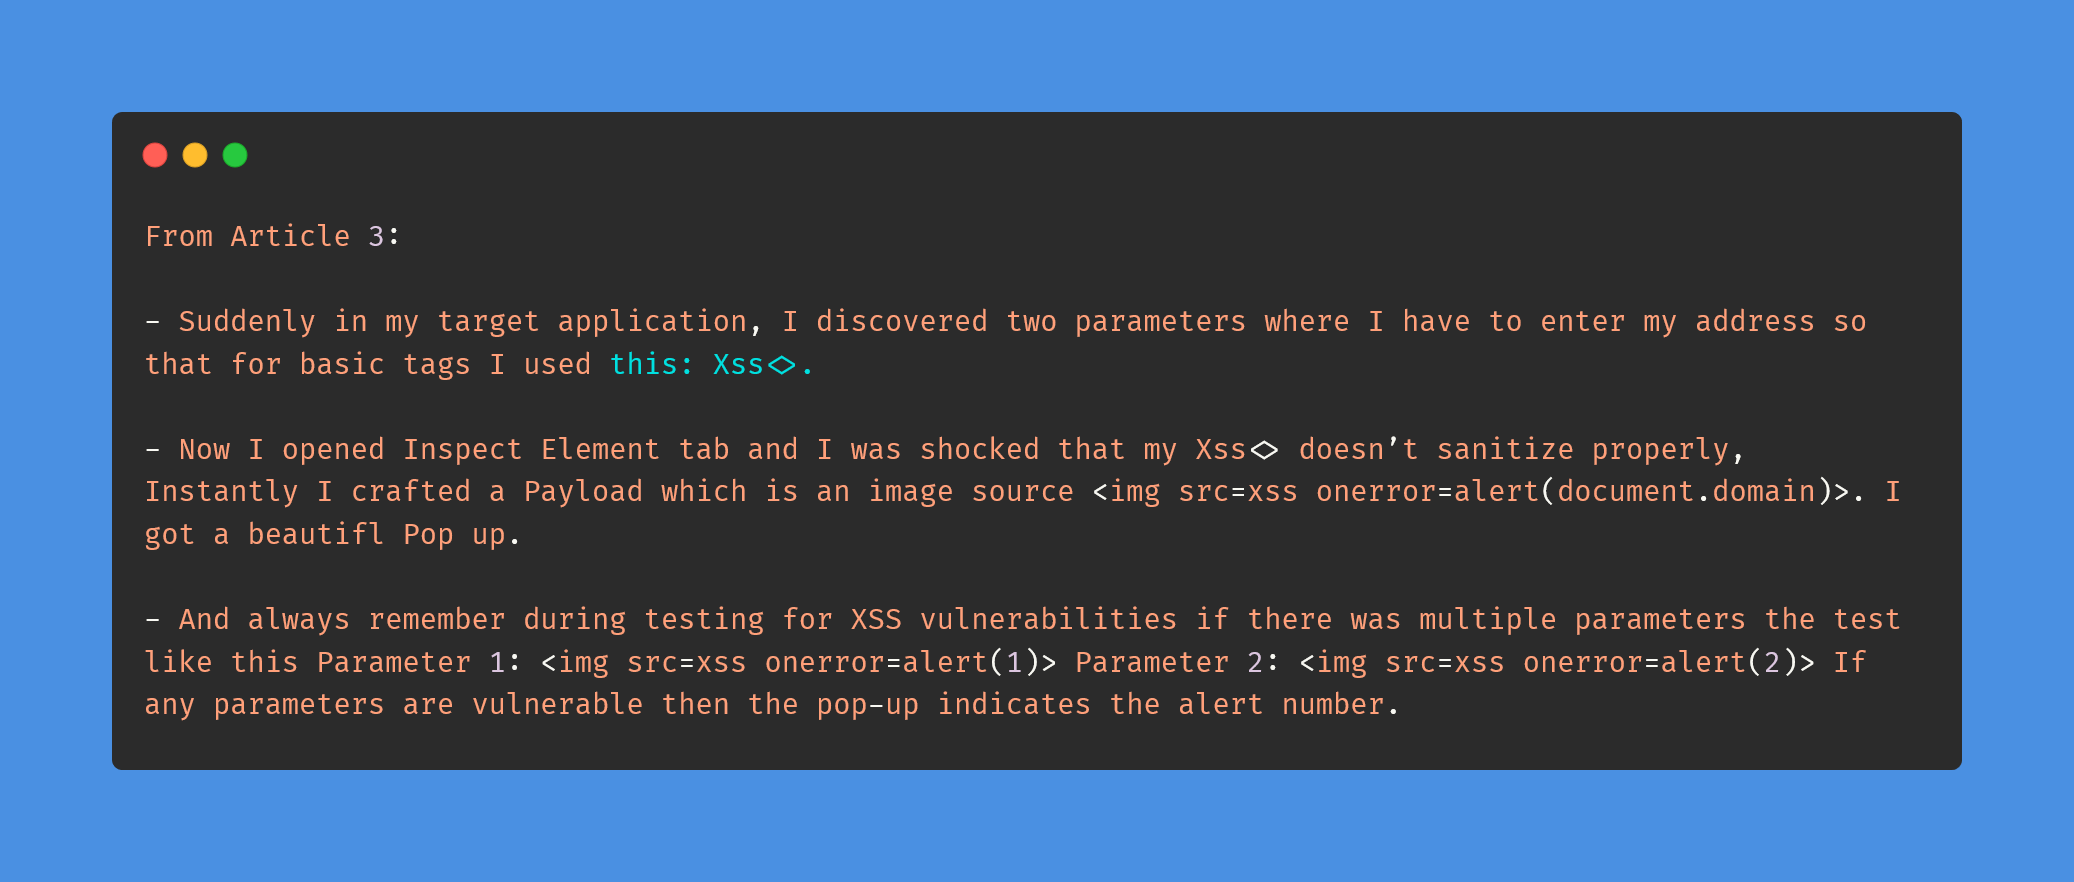 From Article 3:
- Suddenly in my target application, I discovered two parameters where I have to enter my address so
that for basic tags I used this: Xss<>.
- Now I opened Inspect Element tab and I was shocked that my Xss<> doesn’t sanitize properly,
Instantly I crafted a Payload which is an image source <img src=xss onerror=alert(document.domain)>. I
got a beautifl Pop up.
- And always remember during testing for XSS vulnerabilities if there was multiple parameters the test
like this Parameter 1: <img src=xss onerror=alert(1)> Parameter 2: <img src=xss onerror=alert(2)> If
any parameters are vulnerable then the pop-up indicates the alert number.